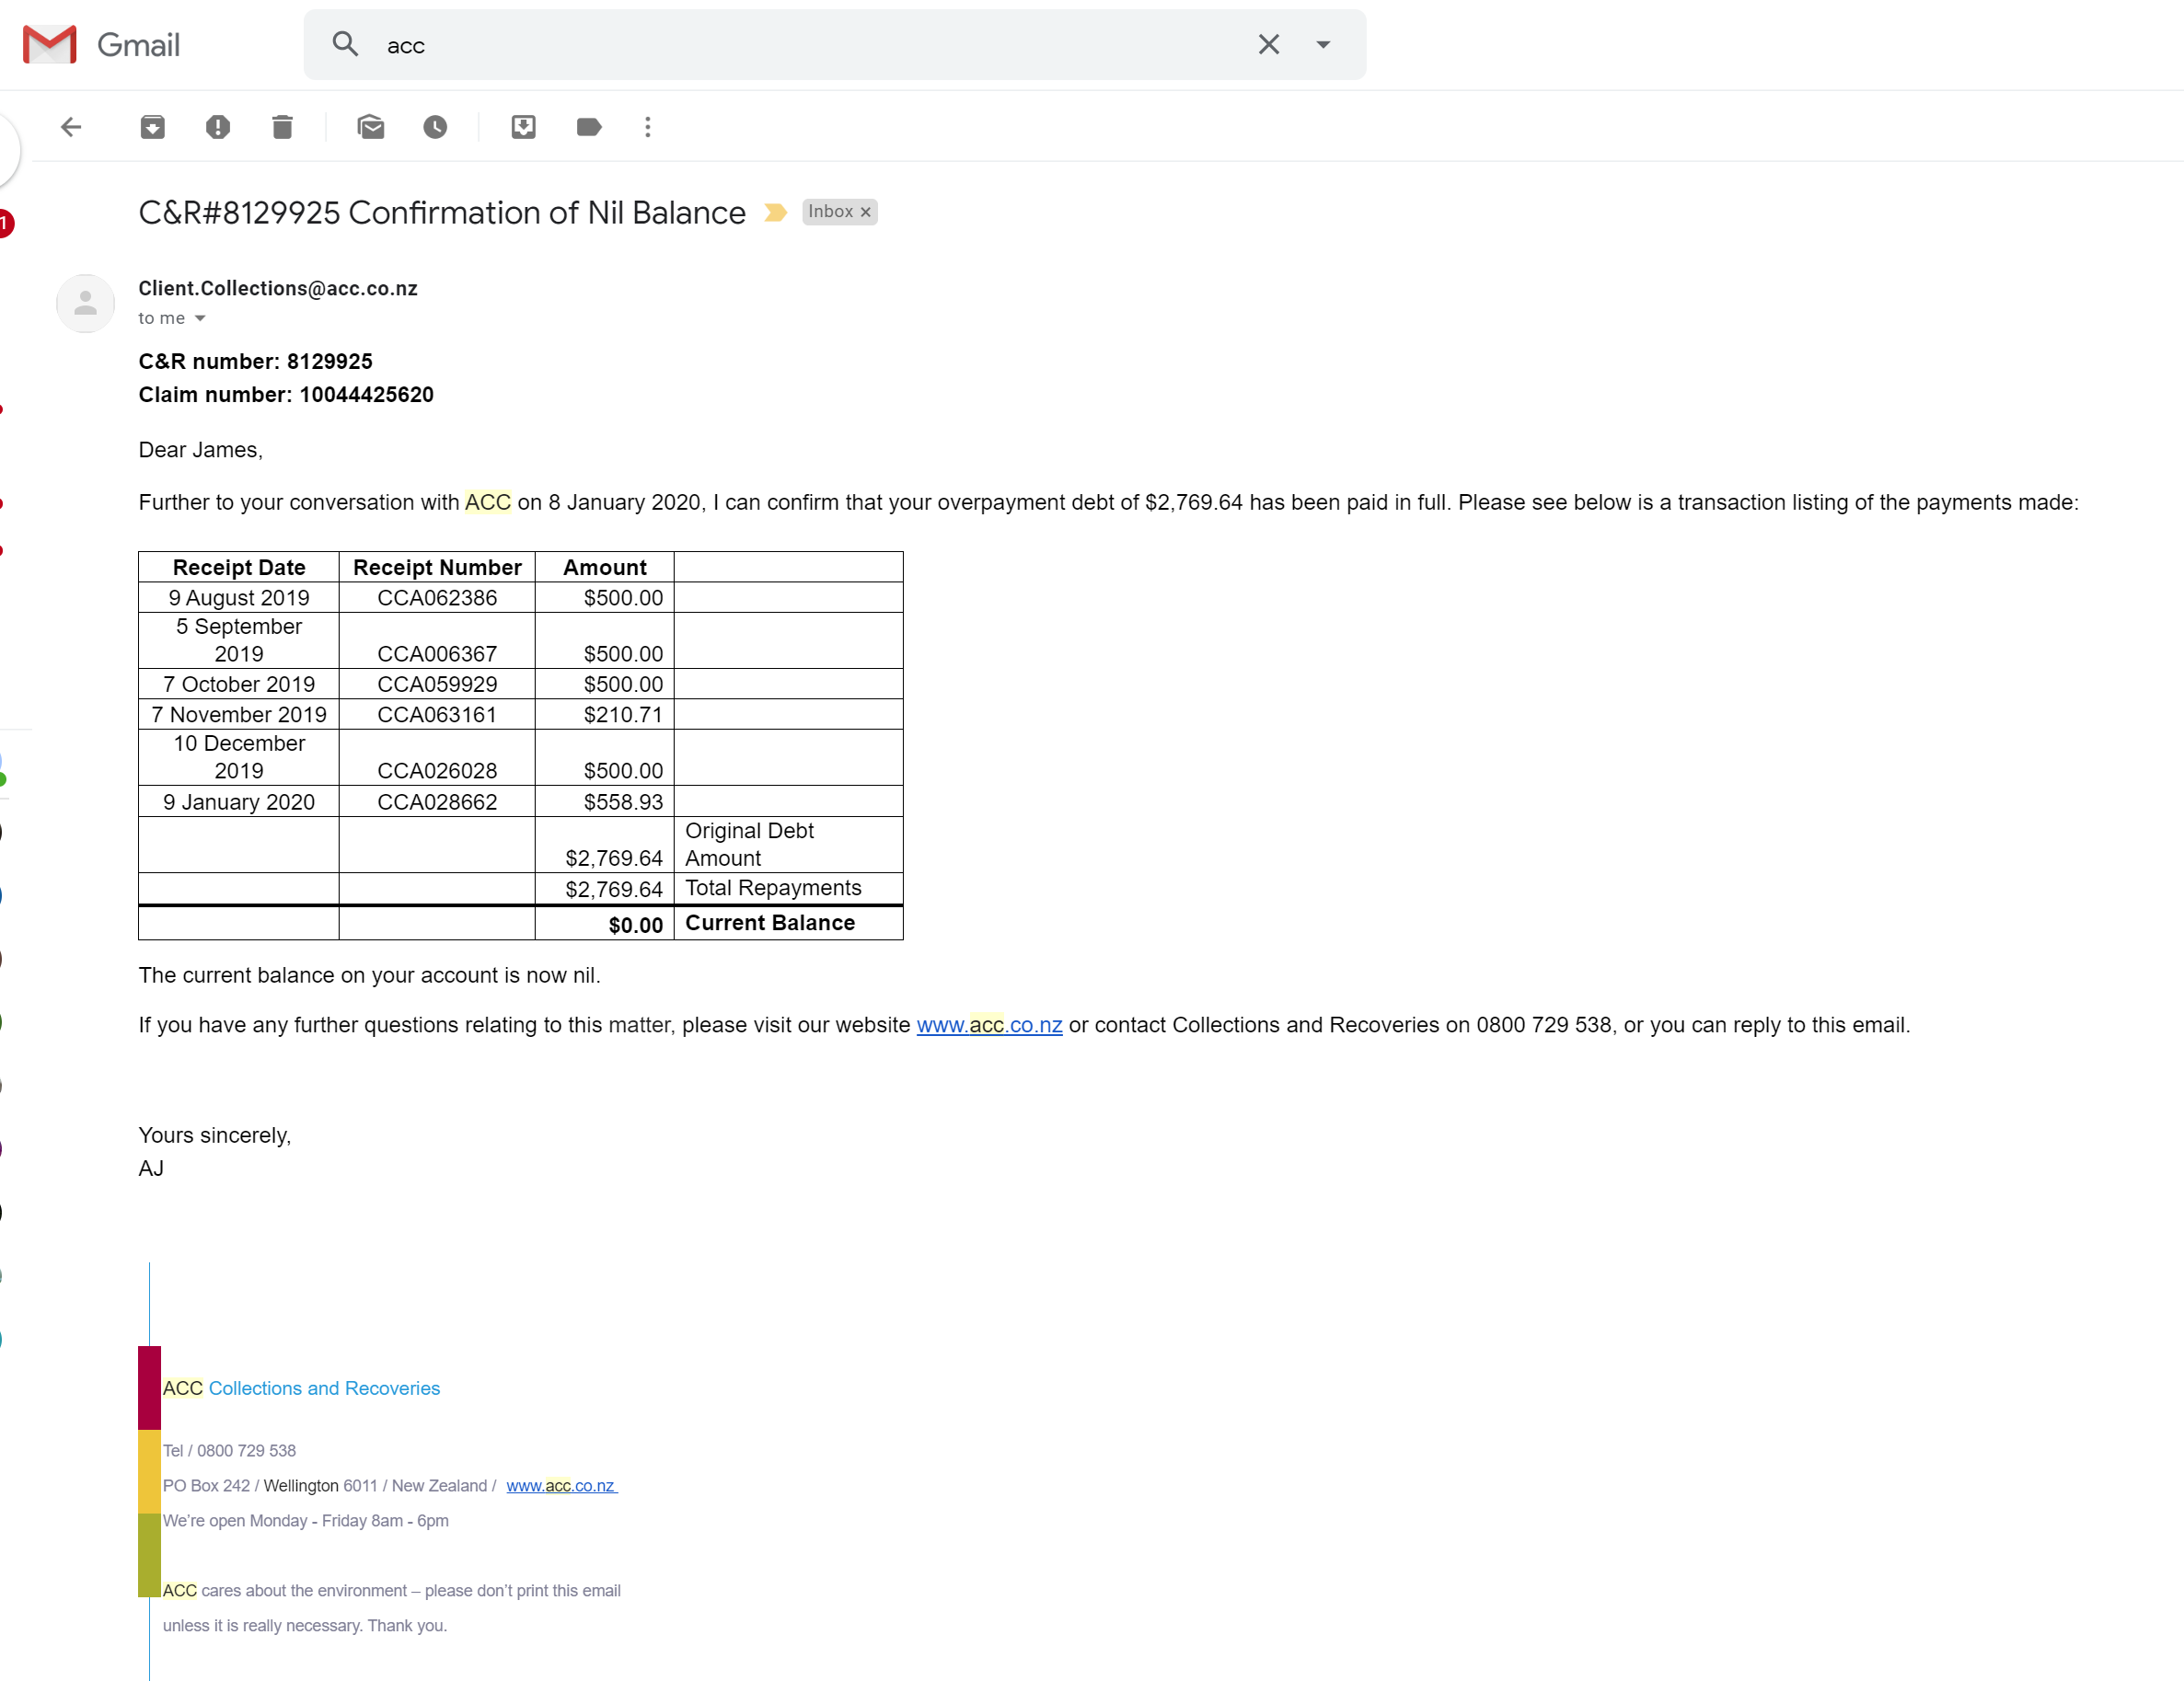 Gmail
acc
C&R#8129925 Confirmation of Nil Balance Inbox ×
1
Client.Collections@acc.co.nz
to me
C&R number: 8129925
Claim number: 10044425620
Dear James,
Further to your conversation with ACC on 8 January 2020, I can confirm that your overpayment debt of $2,769.64 has been paid in full. Please see below is a transaction listing of the payments made:
Receipt Date Receipt Number Amount
9 August 2019 CCA062386 $500.00
5 September
2019 CCA006367 $500.00
7 October 2019 CCA059929 $500.00
7 November 2019 CCA063161 $210.71
10 December
2019 CCA026028 $500.00
9 January 2020 CCA028662 $558.93
Original Debt
$2,769.64 Amount
$2,769.64 Total Repayments
$0.00 Current Balance
The current balance on your account is now nil.
If you have any further questions relating to this matter, please visit our website www.acc.co.nz or contact Collections and Recoveries on 0800 729 538, or you can reply to this email.
Yours sincerely,
AJ
ACC Collections and Recoveries
Tel / 0800 729 538
PO Box 242 / Wellington 6011 / New Zealand / www.acc.co.nz
We're open Monday - Friday 8am - 6pm
ACC cares about the environment – please don't print this email
unless it is really necessary. Thank you.